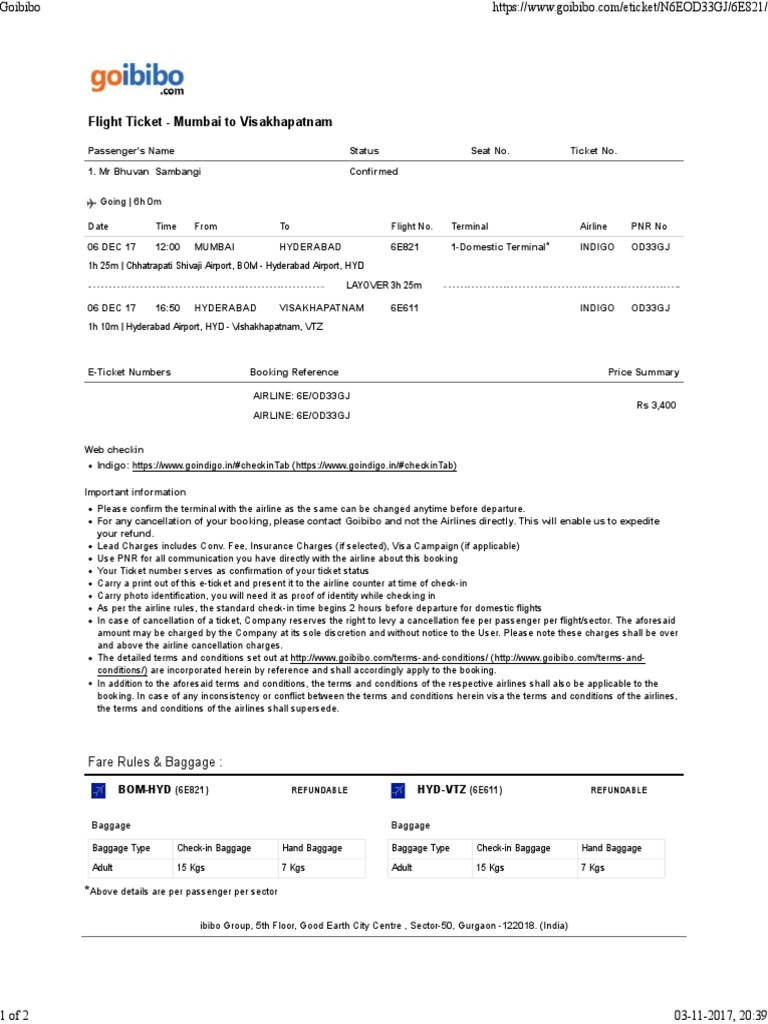 Goibibo https://www.goibibo.com/eticket/N6EOD33GJ/6E821/
goibibo
.com
Flight Ticket - Mumbai to Visakhapatnam
Passenger's Name Status Seat No. Ticket No.
1. Mr Bhuvan Sambangi Confirmed
Going | 6h 0m
Date Time From To Flight No. Terminal Airline PNR No
06 DEC 17 12:00 MUMBAI HYDERABAD 6E821 1-Domestic Terminal* INDIGO OD33GJ
1h 25m | Chhatrapati Shivaji Airport, BOM - Hyderabad Airport, HYD
LAYOVER 3h 25m
06 DEC 17 16:50 HYDERABAD VISAKHAPATNAM 6E611 INDIGO OD33GJ
1h 10m | Hyderabad Airport, HYD - Vishakhapatnam, VTZ
E-Ticket Numbers Booking Reference Price Summary
AIRLINE: 6E/OD33GJ
Rs 3,400
AIRLINE: 6E/OD33GJ
Web checkin
• Indigo: https://www.goindigo.in/#checkinTab (https://www.goindigo.in/#checkinTab)
Important information
• Please confirm the terminal with the airline as the same can be changed anytime before departure.
• For any cancellation of your booking, please contact Goibibo and not the Airlines directly. This will enable us to expedite
your refund.
• Lead Charges includes Conv. Fee, Insurance Charges (if selected), Visa Campaign (if applicable)
• Use PNR for all communication you have directly with the airline about this booking
• Your Ticket number serves as confirmation of your ticket status
• Carry a print out of this e-ticket and present it to the airline counter at time of check-in
• Carry photo identification, you will need it as proof of identity while checking in
• As per the airline rules, the standard check-in time begins 2 hours before departure for domestic flights
• In case of cancellation of a ticket, Company reserves the right to levy a cancellation fee per passenger per flight/sector. The aforesaid
amount may be charged by the Company at its sole discretion and without notice to the User. Please note these charges shall be over
and above the airline cancellation charges.
• The detailed terms and conditions set out at http://www.goibibo.com/terms-and-conditions/ (http://www.goibibo.com/terms-and-
conditions/) are incorporated herein by reference and shall accordingly apply to the booking.
• In addition to the aforesaid terms and conditions, the terms and conditions of the respective airlines shall also be applicable to the
booking. In case of any inconsistency or conflict between the terms and conditions herein visa the terms and conditions of the airlines,
the terms and conditions of the airlines shall supersede.
Fare Rules & Baggage :
BOM-HYD (6E821) REFUNDABLE HYD-VTZ (6E611) REFUNDABLE
Baggage Baggage
Baggage Type Check-in Baggage Hand Baggage Baggage Type Check-in Baggage Hand Baggage
Adult 15 Kgs 7 Kgs Adult 15 Kgs 7 Kgs
*Above details are per passenger per sector
ibibo Group, 5th Floor, Good Earth City Centre , Sector-50, Gurgaon -122018. (India)
1 of 2 03-11-2017, 20:39